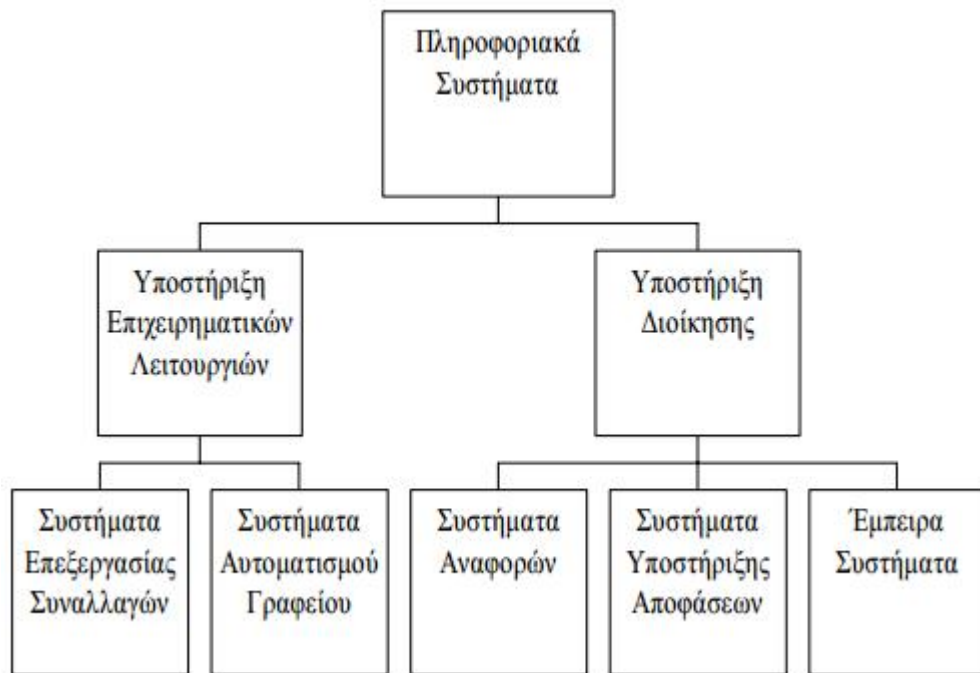 Πληροφοριακά
Συστήματα
Υποστήριξη
Επιχειρηματικών
Λειτουργιών
Υποστήριξη
Διοίκησης
Συστήματα
Επεξεργασίας
Συναλλαγών
Συστήματα
Αυτοματισμού
Γραφείου
Συστήματα
Αναφορών
Συστήματα
Υποστήριξης
Αποφάσεων
Έμπειρα
Συστήματα